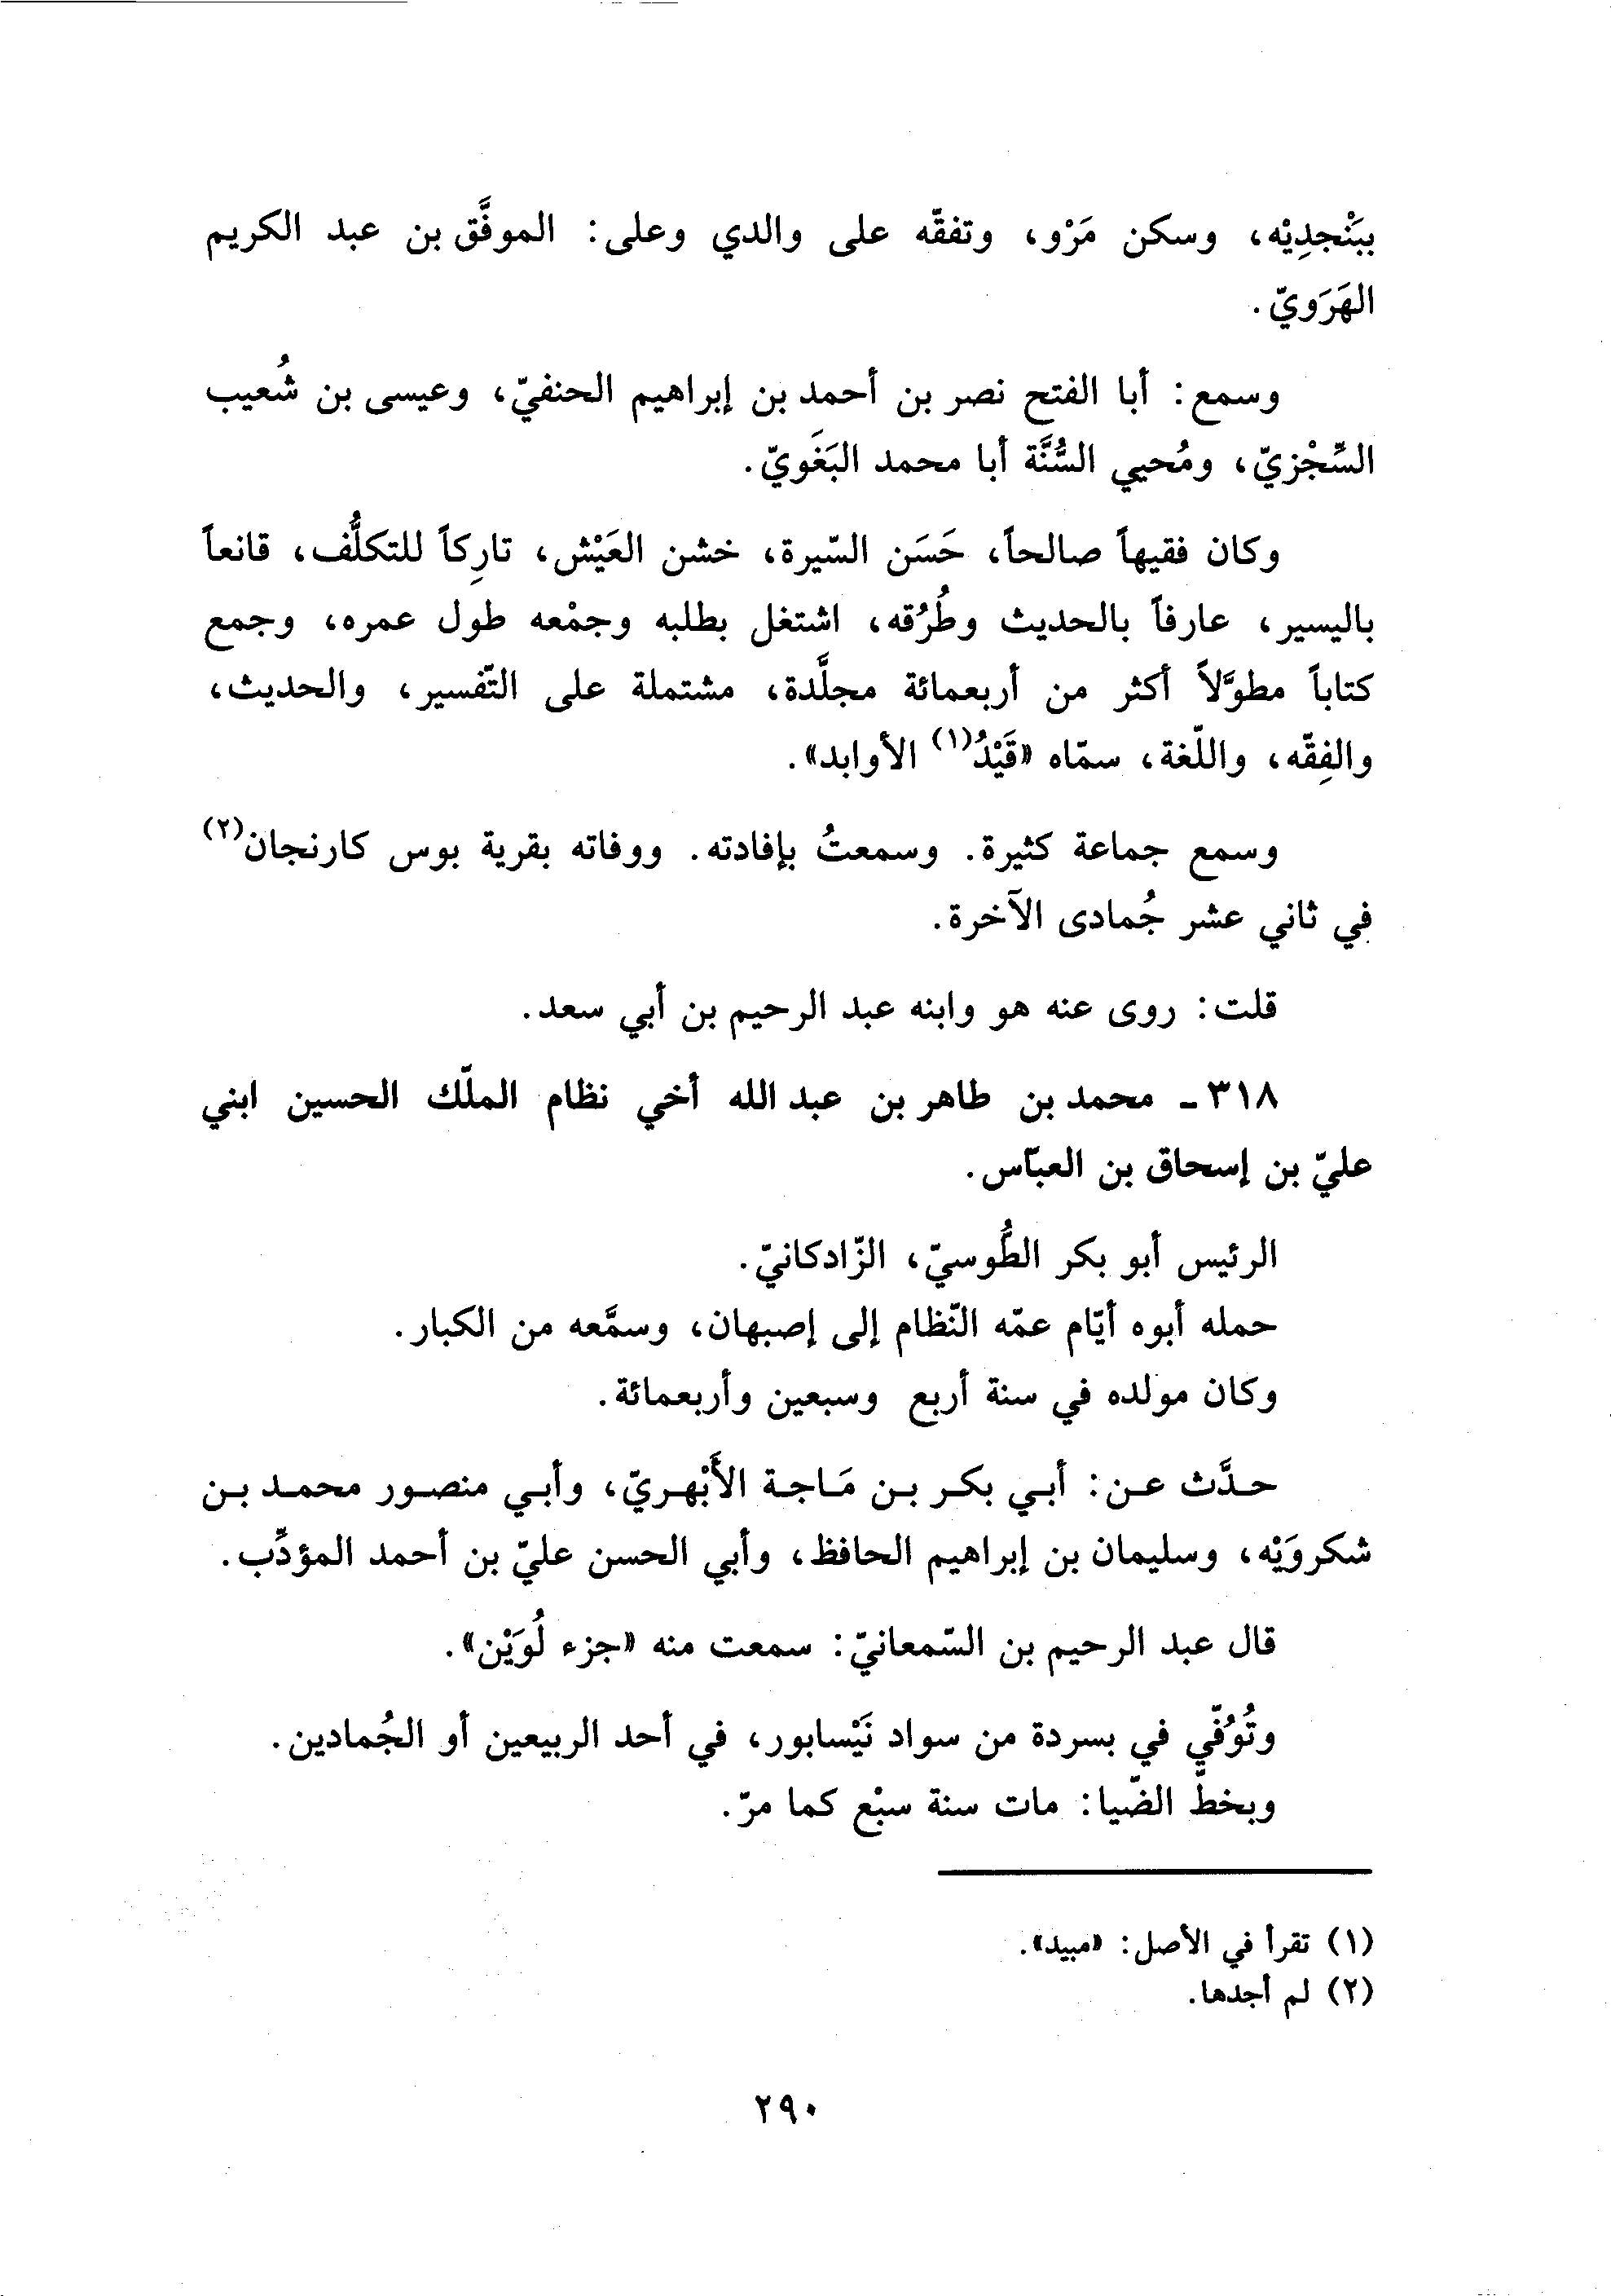 ببَنْجدِيْه، وسكن مَرْو، وتفقّه على والدي وعلى: الموفَّق بن عبد الكريم
الهَرَويّ.
وسمع: أبا الفتح نصر بن أحمد بن إبراهيم الحنفيّ، وعيسى بن شُعيب
السِّجْزيّ، ومُحيي السُّنَّة أبا محمد البَغَويّ.
وكان فقيهاً صالحاً، حَسَن السّيرة، خشن العَيْش، تارِكاً للتكلُّف، قانعاً
باليسير، عارفاً بالحديث وطُرُقه، اشتغل بطلبه وجمْعه طول عمره، وجمع
كتاباً مطوَّلاً أكثر من أربعمائة مجلَّدة، مشتملة على التّفسير، والحديث،
والفِقّه، واللّغة، سمّاه «قَيْدُ(١) الأوابد».
وسمع جماعة كثيرة. وسمعتُ بإفادته. ووفاته بقرية بوس كارنجان(٢)
في ثاني عشر جُمادى الآخرة.
قلت: روى عنه هو وابنه عبد الرحيم بن أبي سعد.
٣١٨ - محمد بن طاهر بن عبد الله أخي نظام الملّك الحسين ابني
عليّ بن إسحاق بن العبّاس.
الرئيس أبو بكر الطُّوسيّ، الزّادكانيّ.
حمله أبوه أيّام عمّه النّظام إلى إصبهان، وسمَّعه من الكبار.
وكان مولده في سنة أربع وسبعين وأربعمائة.
حدَّث عن: أبي بكر بن مَاجة الأَبْهريّ، وأبي منصور محمد بن
شكرويَْه، وسليمان بن إبراهيم الحافظ، وأبي الحسن عليّ بن أحمد المؤدِّب.
قال عبد الرحيم بن السّمعانيّ: سمعت منه «جزء لُوَيْن».
وتُوُفّي في بسردة من سواد نَيْسابور، في أحد الربيعين أو الجُمادين.
وبخطّ الضّيا: مات سنة سبْع كما مرّ.
(١) تقرأ في الأصل: «مبيد».
(٢) لم أجدها.
٢٩٠